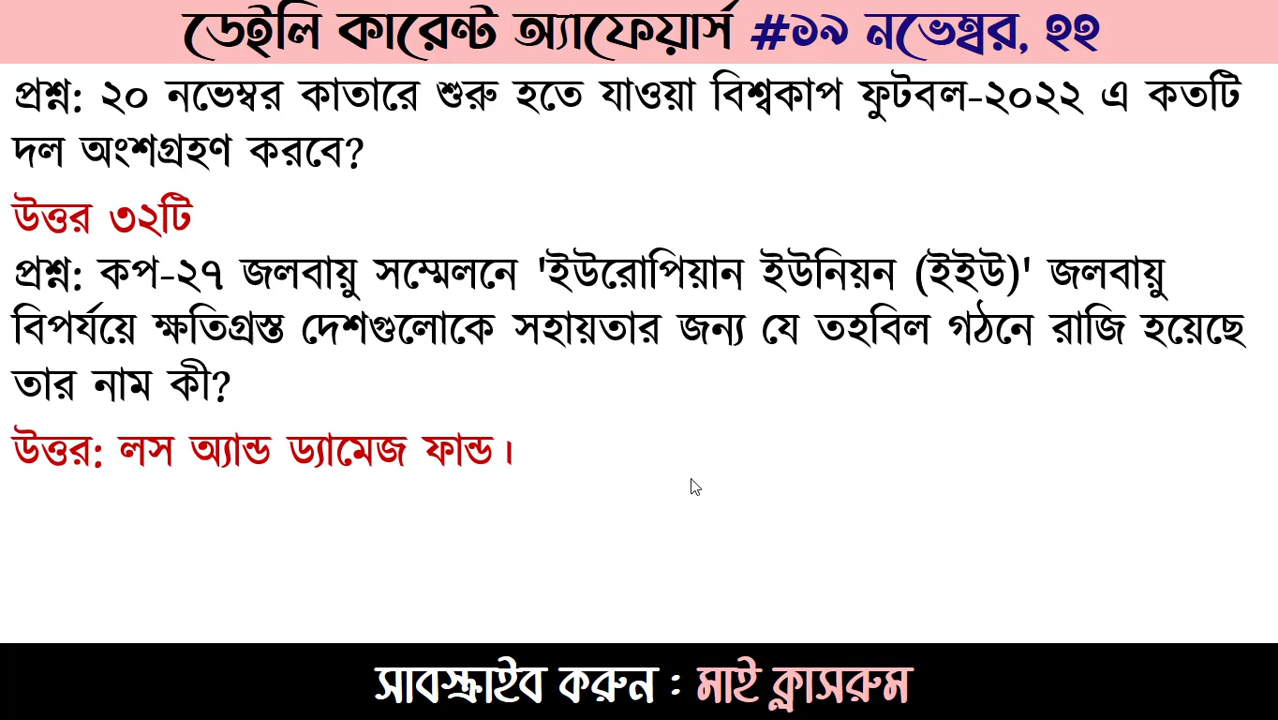 ডেইলি কারেন্ট অ্যাফেয়ার্স #১৯ নভেম্বর, ২২
প্রশ্ন: ২০ নভেম্বর কাতারে শুরু হতে যাওয়া বিশ্বকাপ ফুটবল-২০২২ এ কতটি
দল অংশগ্রহণ করবে?
উত্তর ৩২টি
প্রশ্ন: কপ-২৭ জলবায়ু সম্মেলনে 'ইউরোপিয়ান ইউনিয়ন (ইইউ)' জলবায়ু
বিপর্যয়ে ক্ষতিগ্রস্ত দেশগুলোকে সহায়তার জন্য যে তহবিল গঠনে রাজি হয়েছে
তার নাম কী?
উত্তর: লস অ্যান্ড ড্যামেজ ফান্ড।
সাবস্ক্রাইব করুন : মাই ক্লাসরুম